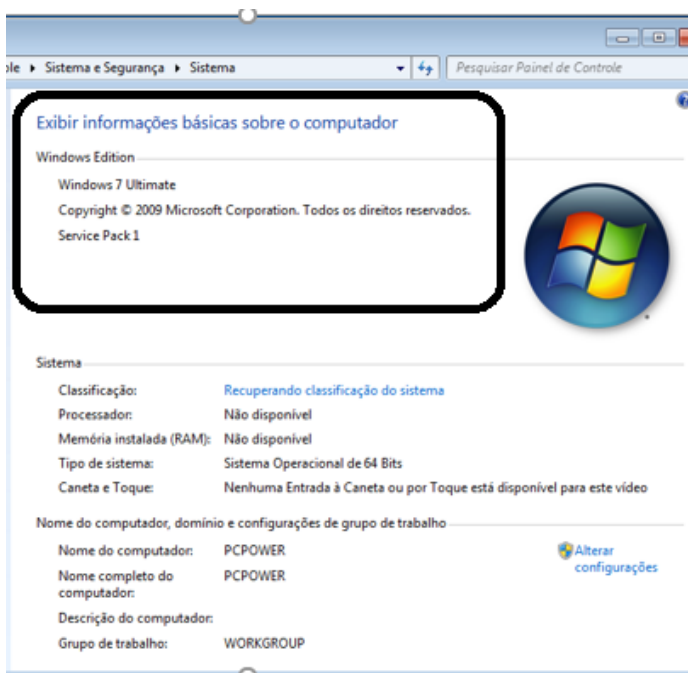 ole ▸ Sistema e Segurança ▸ Sistema
Pesquisar Painel de Controle
Exibir informações básicas sobre o computador
Windows Edition
Windows 7 Ultimate
Copyright © 2009 Microsoft Corporation. Todos os direitos reservados.
Service Pack 1
Sistema
Classificação: Recuperando classificação do sistema
Processador: Não disponível
Memória instalada (RAM): Não disponível
Tipo de sistema: Sistema Operacional de 64 Bits
Caneta e Toque: Nenhuma Entrada à Caneta ou por Toque está disponível para este vídeo
Nome do computador, domínio e configurações de grupo de trabalho
Nome do computador: PCPOWER
Alterar
configurações
Nome completo do PCPOWER
computador:
Descrição do computador:
Grupo de trabalho: WORKGROUP